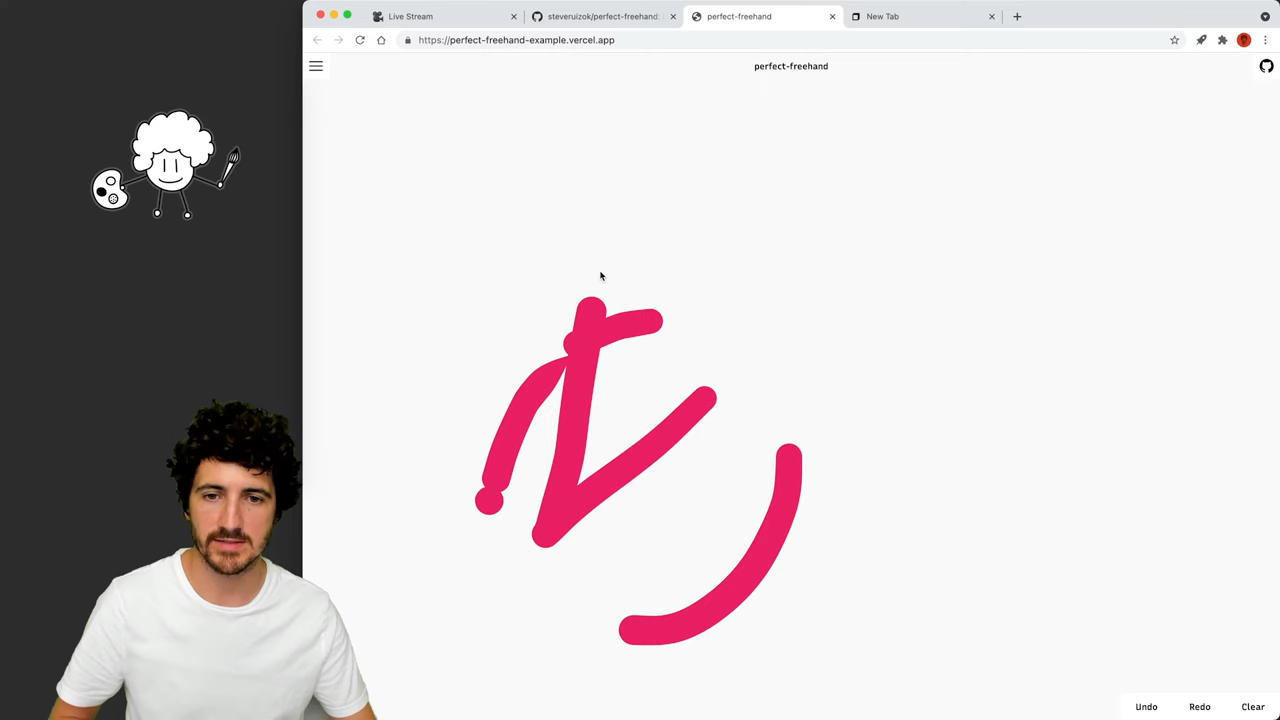 Live Stream
steveruizok/perfect-freehand:
perfect-freehand
New Tab
https://perfect-freehand-example.vercel.app
perfect-freehand
Undo
Redo
Clear